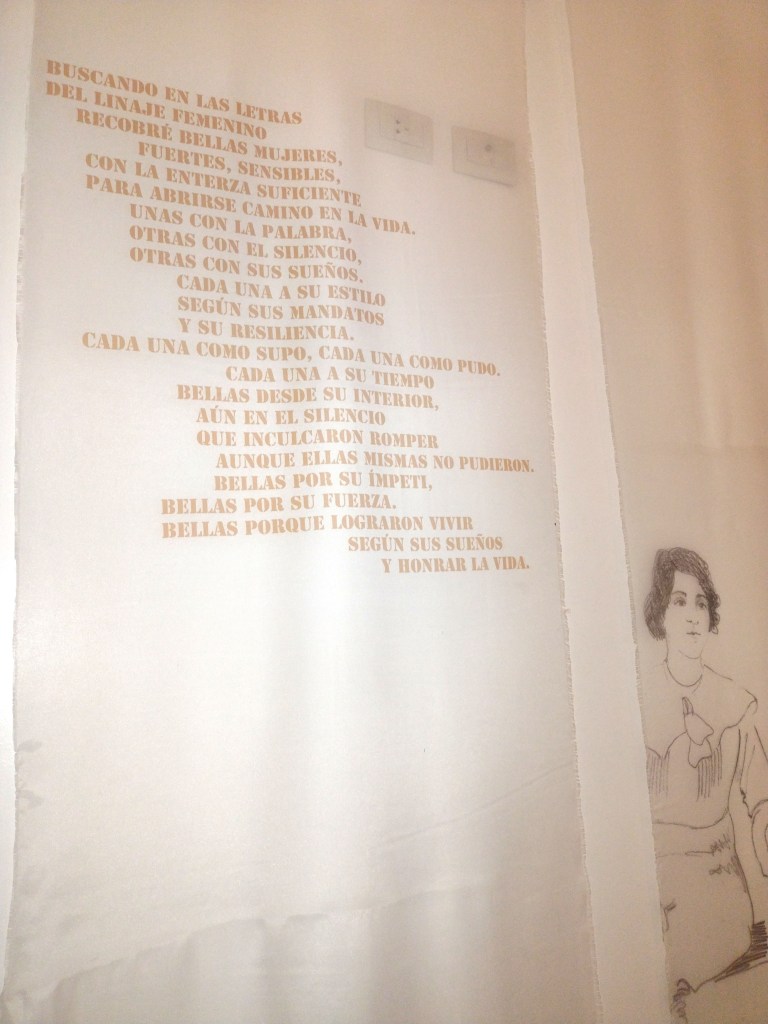 BUSCANDO EN LAS LETRAS
DEL LINAJE FEMENINO
RECOBRÉ BELLAS MUJERES,
FUERTES, SENSIBLES,
CON LA ENTERZA SUFICIENTE
PARA ABRIRSE CAMINO EN LA VIDA.
UNAS CON LA PALABRA,
OTRAS CON EL SILENCIO,
OTRAS CON SUS SUEÑOS.
CADA UNA A SU ESTILO
SEGÚN SUS MANDATOS
Y SU RESILIENCIA.
CADA UNA COMO SUPO, CADA UNA COMO PUDO.
CADA UNA A SU TIEMPO
BELLAS DESDE SU INTERIOR,
AÚN EN EL SILENCIO
QUE INCULCARON ROMPER
AUNQUE ELLAS MISMAS NO PUDIERON.
BELLAS POR SU ÍMPETI,
BELLAS POR SU FUERZA.
BELLAS PORQUE LOGRARON VIVIR
SEGÚN SUS SUEÑOS
Y HONRAR LA VIDA.